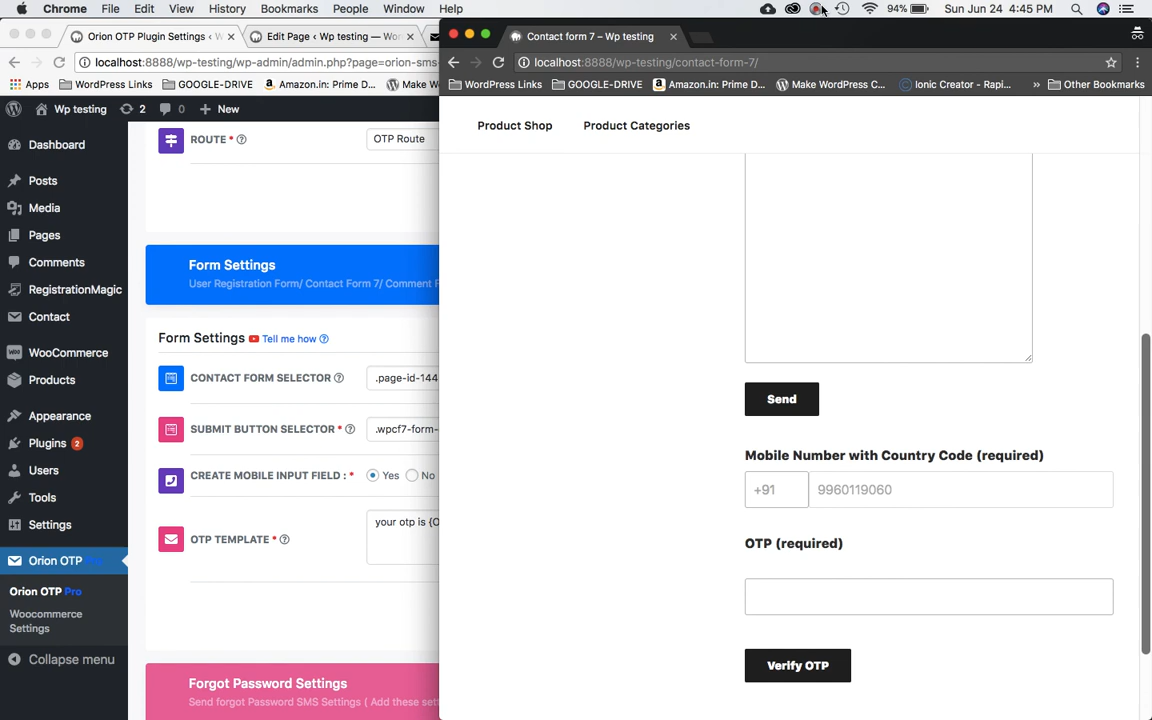 Chrome File Edit View History Bookmarks People Window Help 94% Sun Jun 24 4:45 PM
Orion OTP Plugin Settings ‹ W × Edit Page ‹ Wp testing — Wor ×
localhost:8888/wp-testing/wp-admin/admin.php?page=orion-sms-
Apps WordPress Links GOOGLE-DRIVE Amazon.in: Prime D... Make Wo
Wp testing 2 0 New
Dashboard
Posts
Media
Pages
Comments
RegistrationMagic
Contact
WooCommerce
Products
Appearance
Plugins 2
Users
Tools
Settings
Orion OTP Pro
Orion OTP Pro
Woocommerce
Settings
Collapse menu
ROUTE * OTP Route
Form Settings
User Registration Form/ Contact Form 7/ Comment F
Form Settings Tell me how
CONTACT FORM SELECTOR .page-id-144
SUBMIT BUTTON SELECTOR * .wpcf7-form-
CREATE MOBILE INPUT FIELD : * Yes No
OTP TEMPLATE * your otp is {O
Forgot Password Settings
Send forgot Password SMS Settings ( Add these sett
Contact form 7 – Wp testing ×
localhost:8888/wp-testing/contact-form-7/
WordPress Links GOOGLE-DRIVE Amazon.in: Prime D... Make WordPress C... Ionic Creator - Rapi... » Other Bookmarks
Product Shop Product Categories
Send
Mobile Number with Country Code (required)
+91 9960119060
OTP (required)
Verify OTP